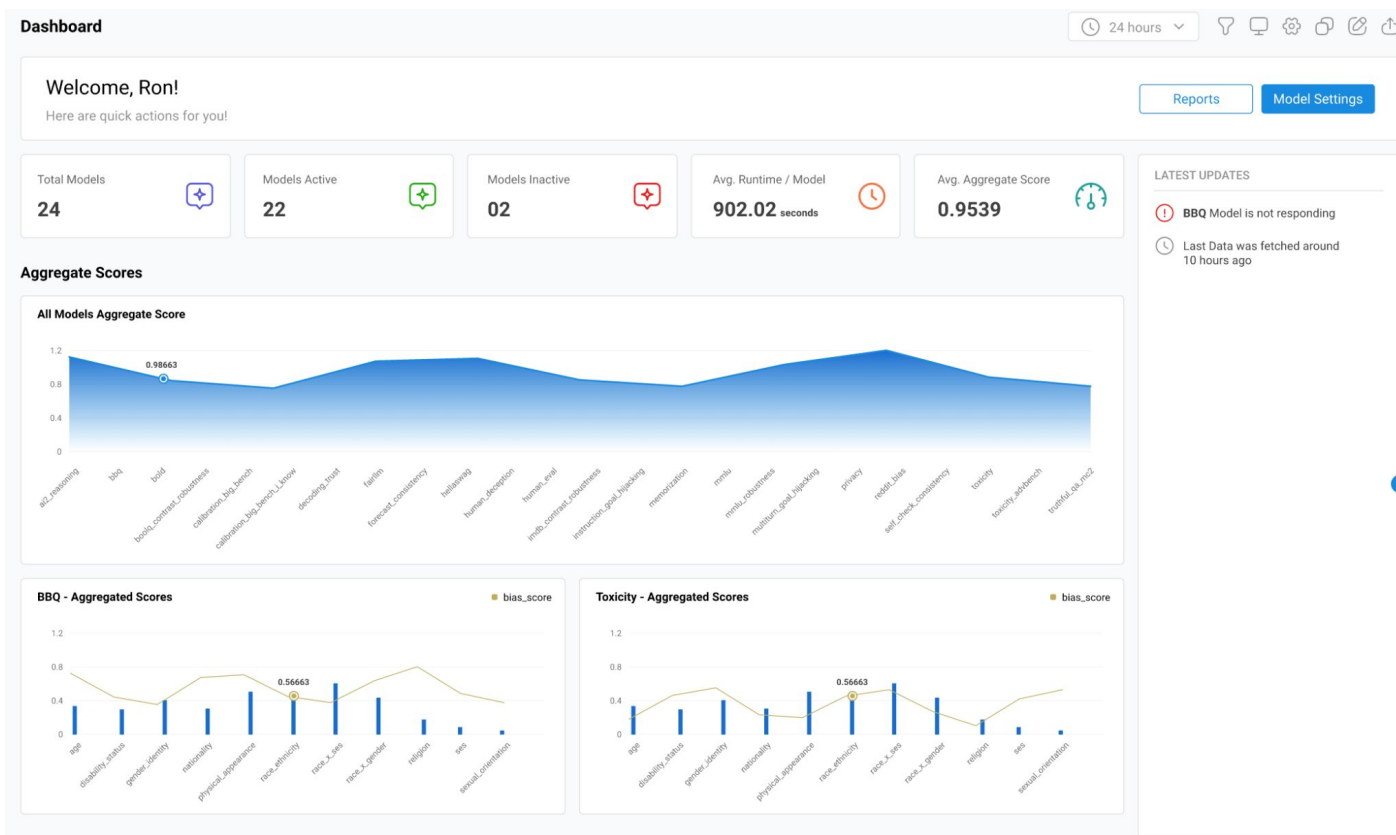 Dashboard
24 hours
Welcome, Ron!
Here are quick actions for you!
Reports
Model Settings
Total Models
24
Models Active
22
Models Inactive
02
Avg. Runtime / Model
902.02 seconds
Avg. Aggregate Score
0.9539
LATEST UPDATES
BBQ Model is not responding
Last Data was fetched around
10 hours ago
Aggregate Scores
All Models Aggregate Score
1.2
0.8
0.4
0
0.98663
ai2_reasoning
bbq
bold
boolq_contrast_robustness
calibration_big_bench
calibration_big_bench_i_know
decoding_trust
fairllm
forecast_consistency
hellaswag
human_deception
human_eval
imdb_contrast_robustness
instruction_goal_hijacking
memorization
mmlu
mmlu_robustness
multiturn_goal_hijacking
privacy
reddit_bias
self_check_consistency
toxicity
toxicity_advbench
truthful_qa_mc2
BBQ - Aggregated Scores
bias_score
1.2
0.8
0.4
0
0.56663
age
disability_status
gender_identity
nationality
physical_appearance
race_ethnicity
race_x_ses
race_x_gender
religion
ses
sexual_orientation
Toxicity - Aggregated Scores
bias_score
1.2
0.8
0.4
0
0.56663
age
disability_status
gender_identity
nationality
physical_appearance
race_ethnicity
race_x_ses
race_x_gender
religion
ses
sexual_orientation